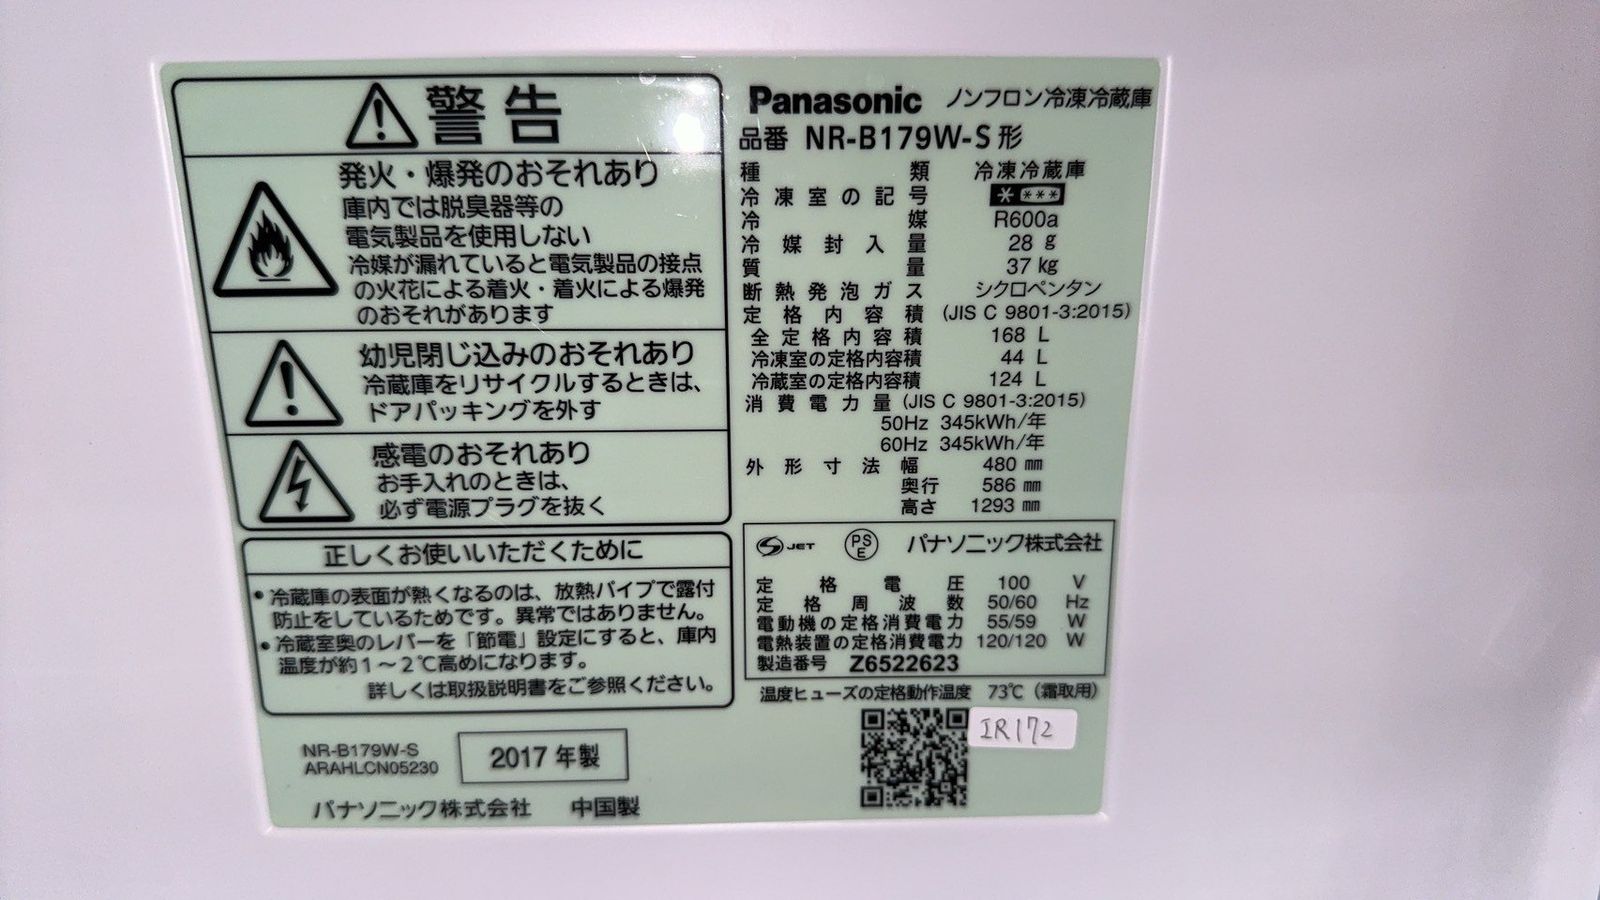 警告
発火・爆発のおそれあり
庫内では脱臭器等の
電気製品を使用しない
冷媒が漏れていると電気製品の接点
の火花による着火・着火による爆発
のおそれがあります
幼児閉じ込みのおそれあり
冷蔵庫をリサイクルするときは、
ドアパッキングを外す
感電のおそれあり
お手入れのときは、
必ず電源プラグを抜く
正しくお使いいただくために
•冷蔵庫の表面が熱くなるのは、放熱パイプで露付
防止をしているためです。異常ではありません。
•冷蔵室奥のレバーを「節電」設定にすると、庫内
温度が約1～2℃高めになります。
詳しくは取扱説明書をご参照ください。
NR-B179W-S
ARAHLCN05230
2017年製
パナソニック株式会社 中国製
Panasonic ノンフロン冷凍冷蔵庫
品番 NR-B179W-S形
種類 冷凍冷蔵庫
冷凍室の記号 * ***
冷媒 R600a
冷媒封入量 28 g
質量 37 kg
断熱発泡ガス シクロペンタン
定格内容積 (JIS C 9801-3:2015)
全定格内容積 168 L
冷凍室の定格内容積 44 L
冷蔵室の定格内容積 124 L
消費電力量 (JIS C 9801-3:2015)
50Hz 345kWh/年
60Hz 345kWh/年
外形寸法 幅 480 mm
奥行 586 mm
高さ 1293 mm
S JET PSE パナソニック株式会社
定格電圧 100 V
定格周波数 50/60 Hz
電動機の定格消費電力 55/59 W
電熱装置の定格消費電力 120/120 W
製造番号 Z6522623
温度ヒューズの定格動作温度 73℃（霜取用）
IR172